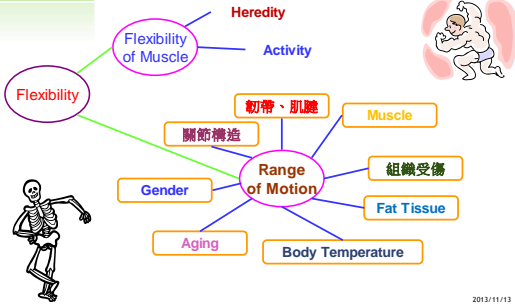 Heredity
Flexibility
of Muscle
Activity
Flexibility
韌帶、肌腱
Muscle
關節構造
Range
of Motion
組織受傷
Gender
Fat Tissue
Aging
Body Temperature
2013/11/13